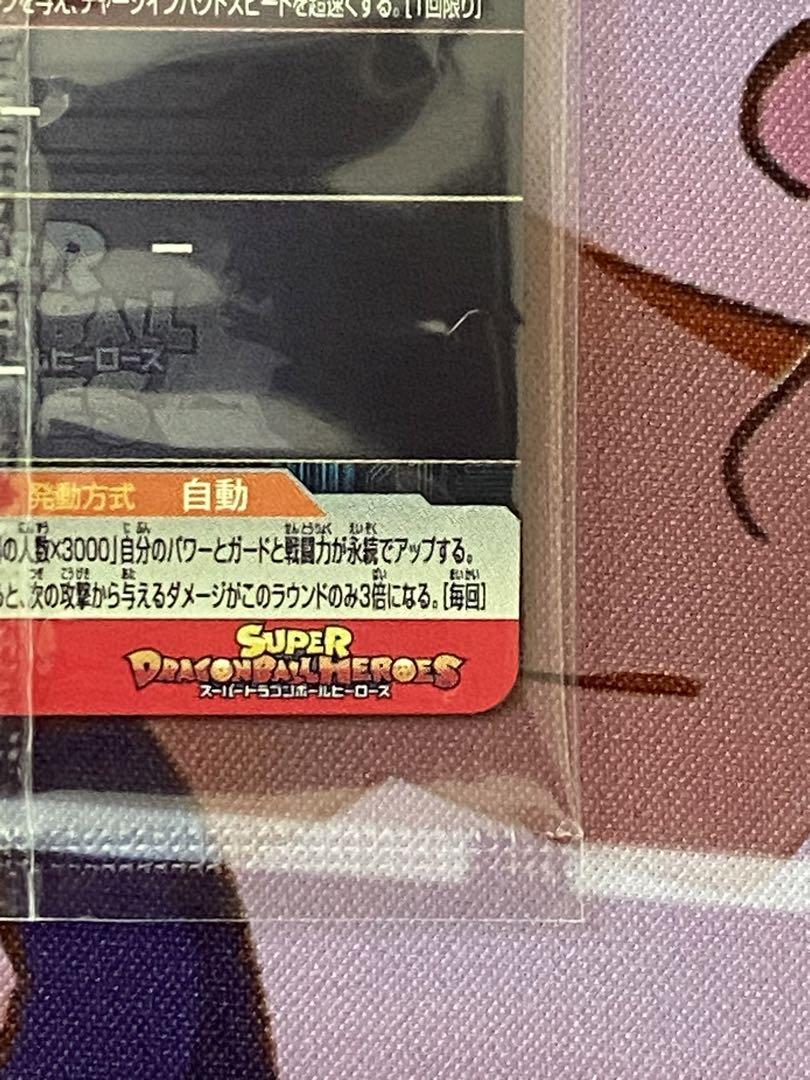 を与え、チャージインパクトスピードを超速くする。[1回限り]
ルヒーローズ
発動方式 自動
の人数×3000」自分のパワーとガードと戦闘力が永続でアップする。
と、次の攻撃から与えるダメージがこのラウンドのみ3倍になる。[毎回]
SUPER
DRAGONBALL HEROES
スーパードラゴンボールヒーローズ